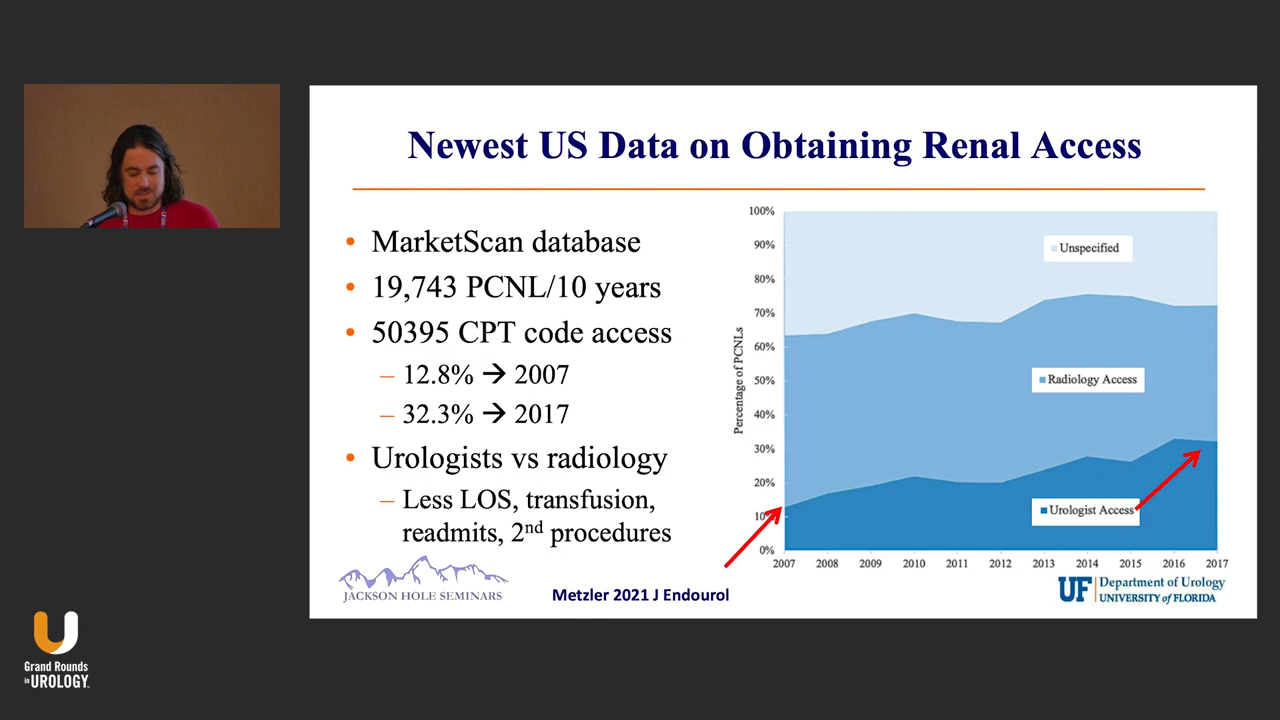 Newest US Data on Obtaining Renal Access
• MarketScan database
• 19,743 PCNL/10 years
• 50395 CPT code access
– 12.8% → 2007
– 32.3% → 2017
• Urologists vs radiology
– Less LOS, transfusion,
readmits, 2nd procedures
Percentage of PCNLs
100%
90%
80%
70%
60%
50%
40%
30%
20%
10%
0%
Unspecified
Radiology Access
Urologist Access
2007 2008 2009 2010 2011 2012 2013 2014 2015 2016 2017
JACKSON HOLE SEMINARS
Metzler 2021 J Endourol
UF Department of Urology
UNIVERSITY of FLORIDA
Grand Rounds
in UROLOGY